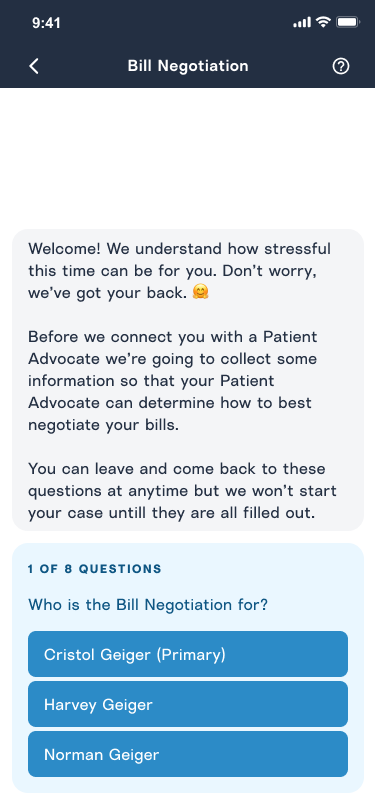 9:41
Bill Negotiation
Welcome! We understand how stressful
this time can be for you. Don't worry,
we've got your back. 🤗
Before we connect you with a Patient
Advocate we're going to collect some
information so that your Patient
Advocate can determine how to best
negotiate your bills.
You can leave and come back to these
questions at anytime but we won't start
your case untill they are all filled out.
1 OF 8 QUESTIONS
Who is the Bill Negotiation for?
Cristol Geiger (Primary)
Harvey Geiger
Norman Geiger